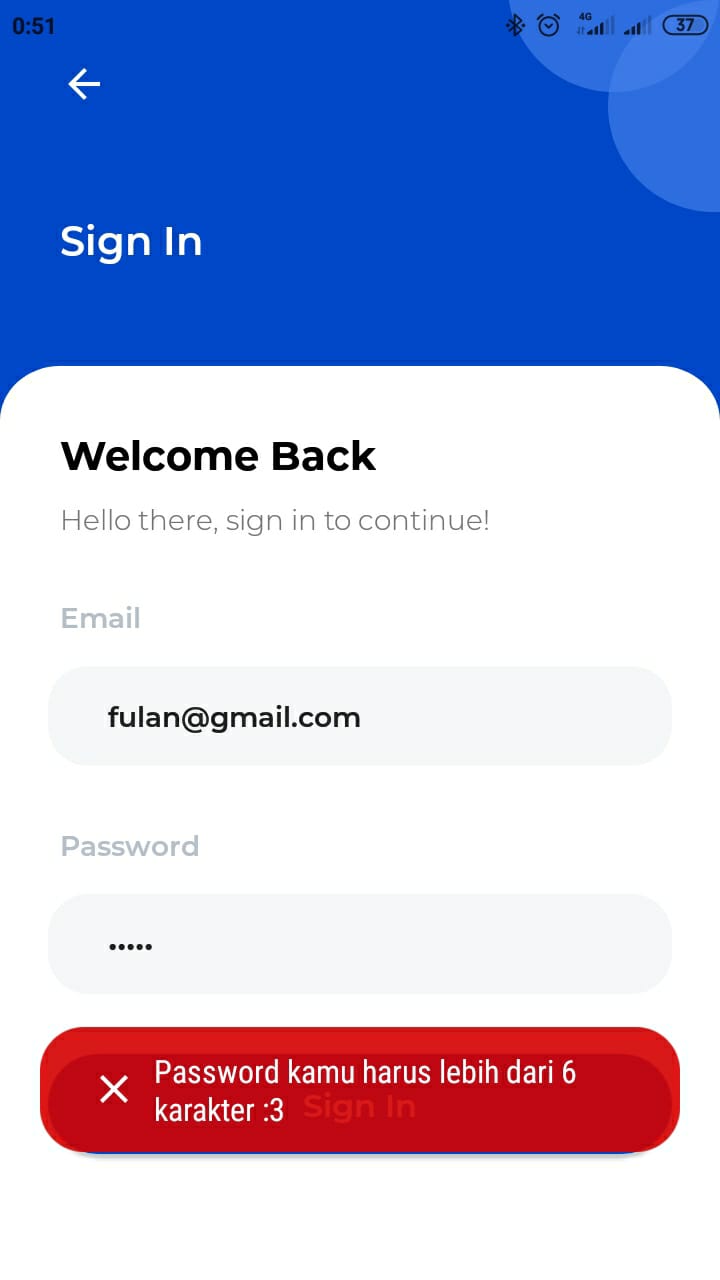 0:51
4G
37
Sign In
Welcome Back
Hello there, sign in to continue!
Email
fulan@gmail.com
Password
•••••
Password kamu harus lebih dari 6
karakter :3
Sign In